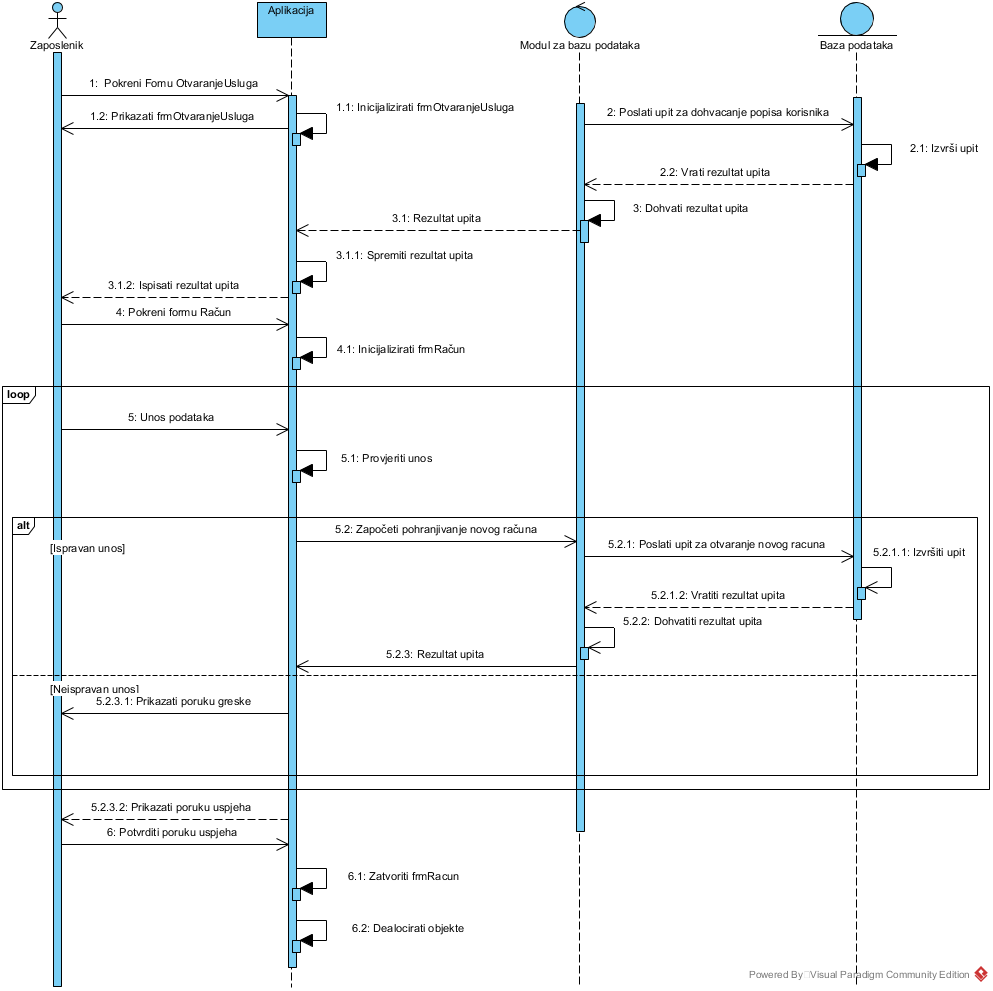 Zaposlenik
Aplikacija
Modul za bazu podataka
Baza podataka
1: Pokreni Fomu OtvaranjeUsluga
1.1: Inicijalizirati frmOtvaranjeUsluga
1.2: Prikazati frmOtvaranjeUsluga
2: Poslati upit za dohvacanje popisa korisnika
2.1: Izvrši upit
2.2: Vrati rezultat upita
3: Dohvati rezultat upita
3.1: Rezultat upita
3.1.1: Spremiti rezultat upita
3.1.2: Ispisati rezultat upita
4: Pokreni formu Račun
4.1: Inicijalizirati frmRačun
loop
5: Unos podataka
5.1: Provjeriti unos
alt
[Ispravan unos]
5.2: Započeti pohranjivanje novog računa
5.2.1: Poslati upit za otvaranje novog racuna
5.2.1.1: Izvršiti upit
5.2.1.2: Vratiti rezultat upita
5.2.2: Dohvatiti rezultat upita
5.2.3: Rezultat upita
[Neispravan unos]
5.2.3.1: Prikazati poruku greske
5.2.3.2: Prikazati poruku uspjeha
6: Potvrditi poruku uspjeha
6.1: Zatvoriti frmRacun
6.2: Dealocirati objekte
Powered By Visual Paradigm Community Edition